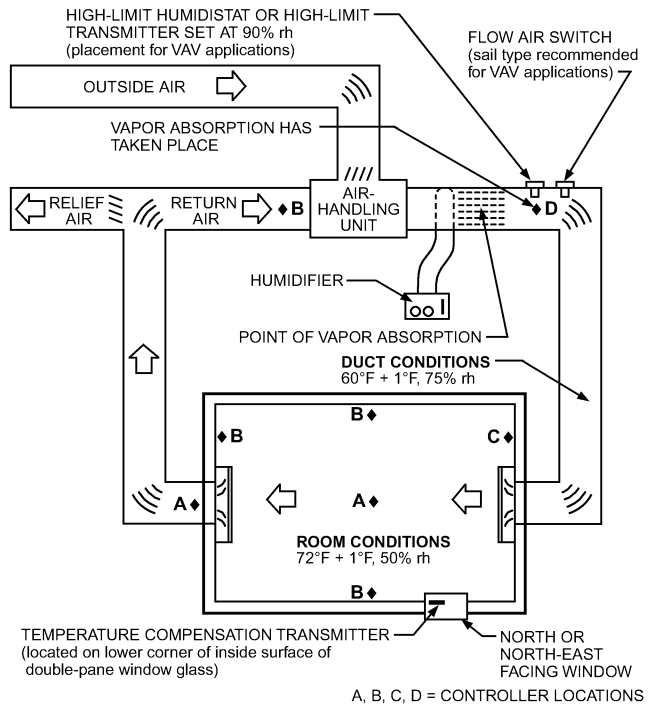 HIGH-LIMIT HUMIDISTAT OR HIGH-LIMIT
TRANSMITTER SET AT 90% rh
(placement for VAV applications)
FLOW AIR SWITCH
(sail type recommended
for VAV applications)
OUTSIDE AIR
VAPOR ABSORPTION HAS
TAKEN PLACE
RELIEF
AIR
RETURN
AIR
B
AIR-
HANDLING
UNIT
D
HUMIDIFIER
POINT OF VAPOR ABSORPTION
DUCT CONDITIONS
60°F + 1°F, 75% rh
B
B
C
A
A
ROOM CONDITIONS
72°F + 1°F, 50% rh
B
TEMPERATURE COMPENSATION TRANSMITTER
(located on lower corner of inside surface of
double-pane window glass)
NORTH OR
NORTH-EAST
FACING WINDOW
A, B, C, D = CONTROLLER LOCATIONS